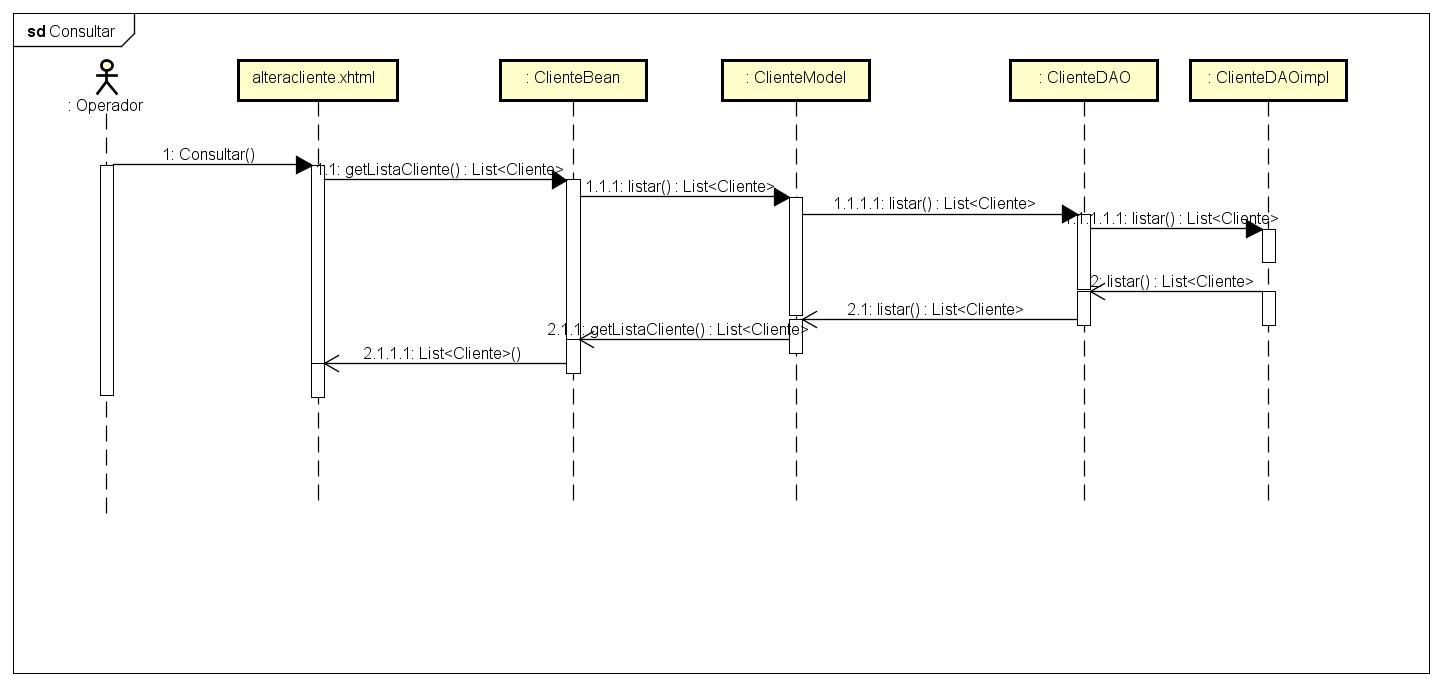 sd Consultar
: Operador
alteracliente.xhtml
: ClienteBean
: ClienteModel
: ClienteDAO
: ClienteDAOimpl
1: Consultar()
1.1: getListaCliente() : List<Cliente>
1.1.1: listar() : List<Cliente>
1.1.1.1: listar() : List<Cliente>
1.1.1.1.1: listar() : List<Cliente>
2: listar() : List<Cliente>
2.1: listar() : List<Cliente>
2.1.1: getListaCliente() : List<Cliente>
2.1.1.1: List<Cliente>()